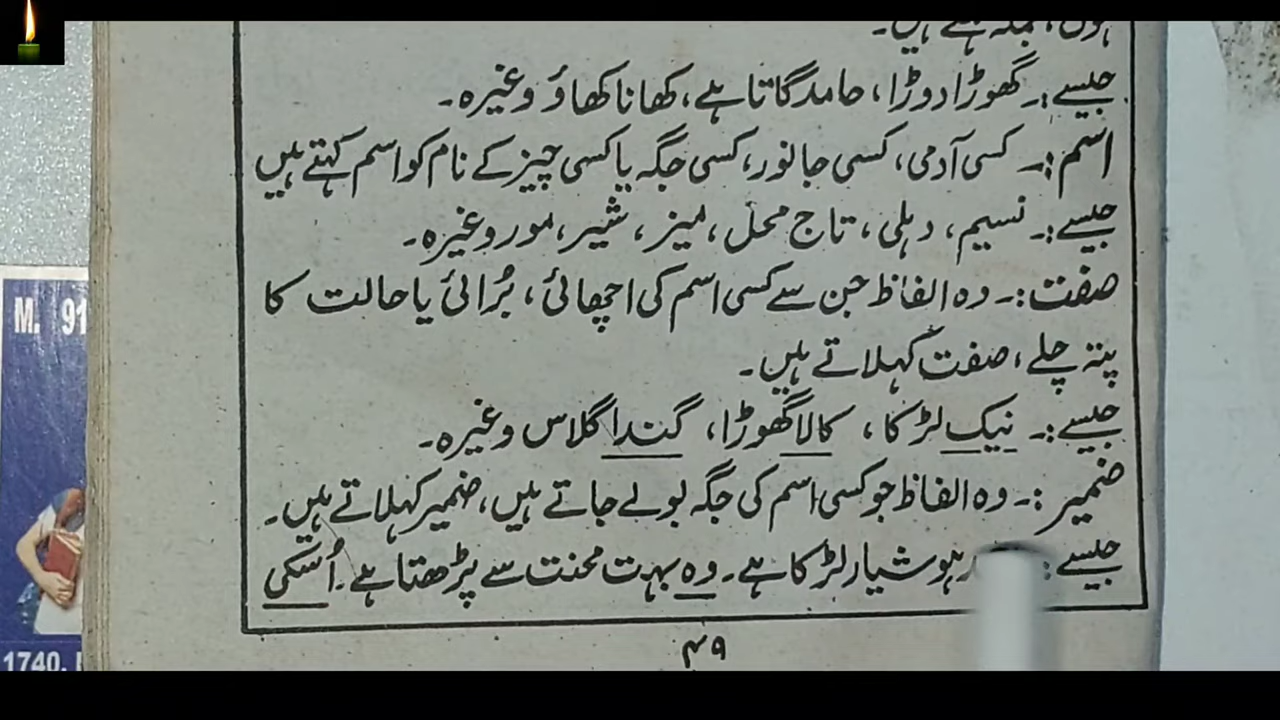 جیسے:۔ گھوڑا دوڑا، حامد گاتا ہے، کھانا کھاؤ وغیرہ۔
اسم:۔ کسی آدمی، کسی جانور، کسی جگہ یا کسی چیز کے نام کو اسم کہتے ہیں
جیسے:۔ نسیم، دہلی، تاج محل، میز، شیر، مور وغیرہ۔
صفت:۔ وہ الفاظ جن سے کسی اسم کی اچھائی، بُرائی یا حالت کا
پتہ چلے، صفت کہلاتے ہیں۔
جیسے:۔ نیک لڑکا، کالا گھوڑا، گندا گلاس وغیرہ۔
ضمیر:۔ وہ الفاظ جو کسی اسم کی جگہ بولے جاتے ہیں، ضمیر کہلاتے ہیں۔
جیسے: ہوشیار لڑکا ہے۔ وہ بہت محنت سے پڑھتا ہے۔ اُسکی
۴۹
M. 91
1740,